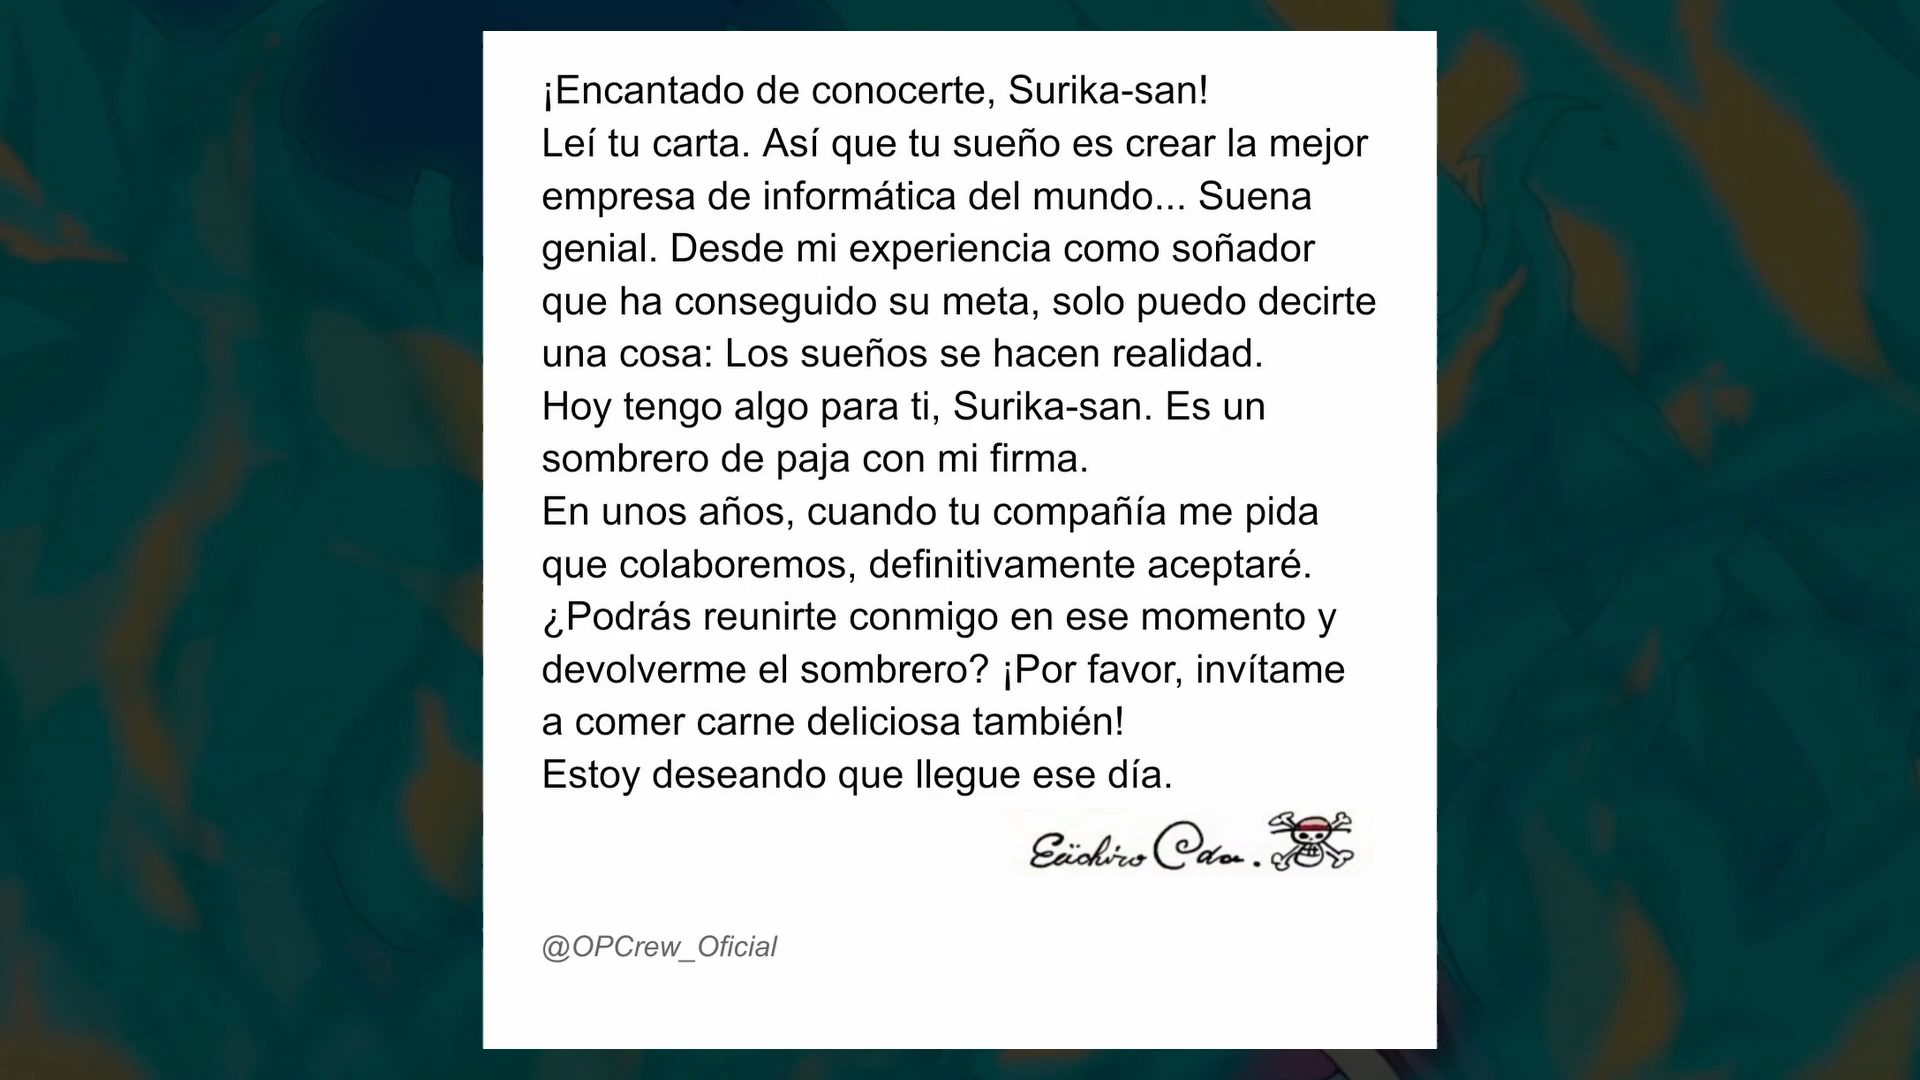 ¡Encantado de conocerte, Surika-san!
Leí tu carta. Así que tu sueño es crear la mejor
empresa de informática del mundo... Suena
genial. Desde mi experiencia como soñador
que ha conseguido su meta, solo puedo decirte
una cosa: Los sueños se hacen realidad.
Hoy tengo algo para ti, Surika-san. Es un
sombrero de paja con mi firma.
En unos años, cuando tu compañía me pida
que colaboremos, definitivamente aceptaré.
¿Podrás reunirte conmigo en ese momento y
devolverme el sombrero? ¡Por favor, invítame
a comer carne deliciosa también!
Estoy deseando que llegue ese día.
Eiichiro Oda.
@OPCrew_Oficial